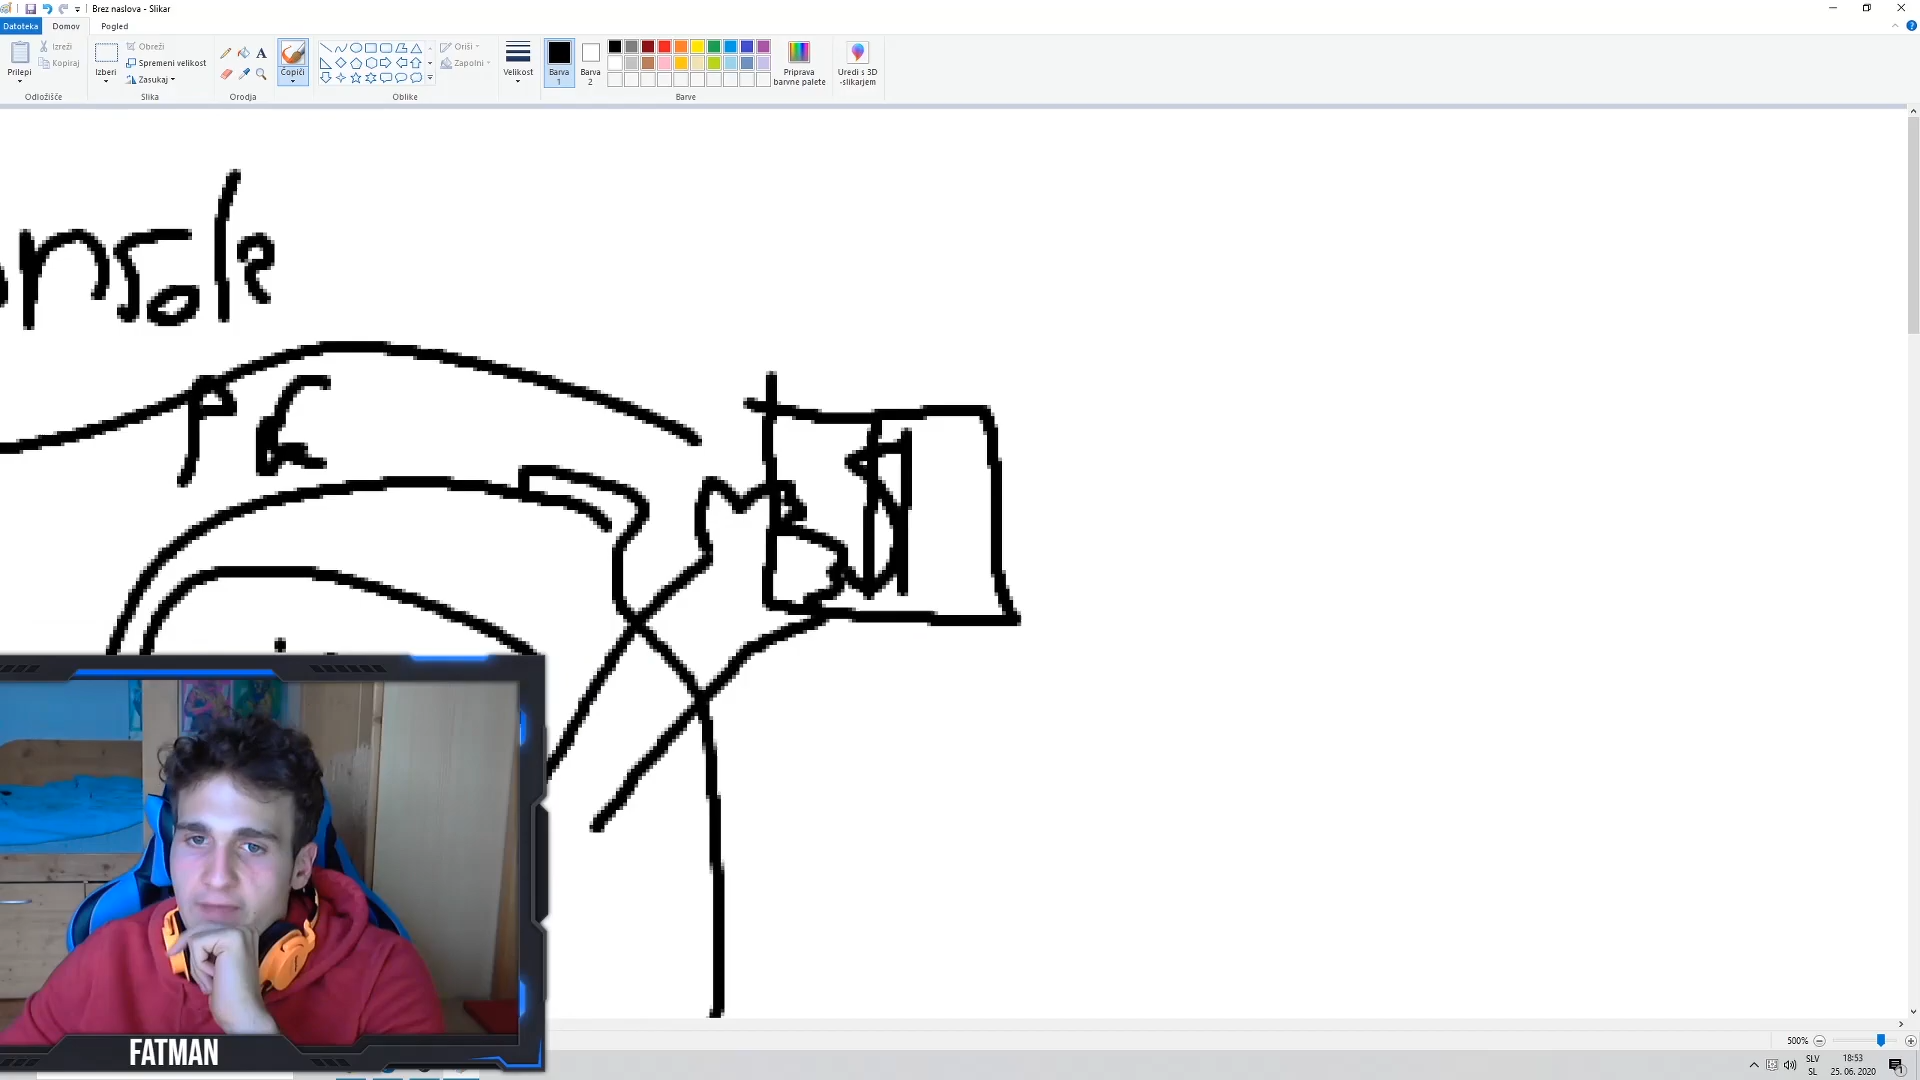 Brez naslova - Slikar
Datoteka Domov Pogled
Prilepi
Izreži
Kopiraj
Odložišče
Izberi
Obreži
Spremeni velikost
Zasukaj
Slika
Orodja
Čopiči
Oblike
Oriši
Zapolni
Velikost
Barva 1
Barva 2
Barve
Priprava barvne palete
Uredi s 3D -slikarjem
nsole
FATMAN
500%
SLV
SL
18:53
25. 06. 2020